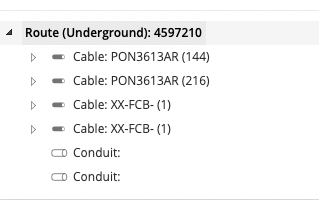 Route (Underground): 4597210
Cable: PON3613AR (144)
Cable: PON3613AR (216)
Cable: XX-FCB- (1)
Cable: XX-FCB- (1)
Conduit:
Conduit: